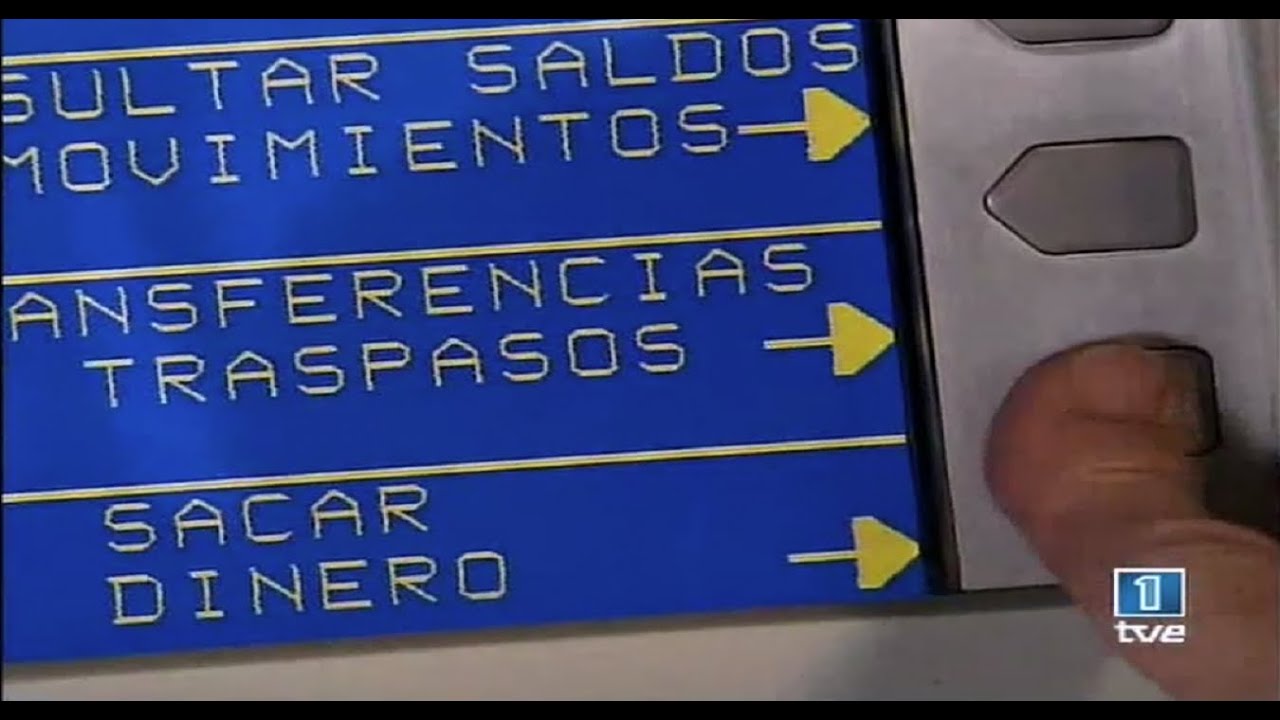 SULTAR SALDOS
MOVIMIENTOS
ANSFERENCIAS
TRASPASOS
SACAR
DINERO
1
tve